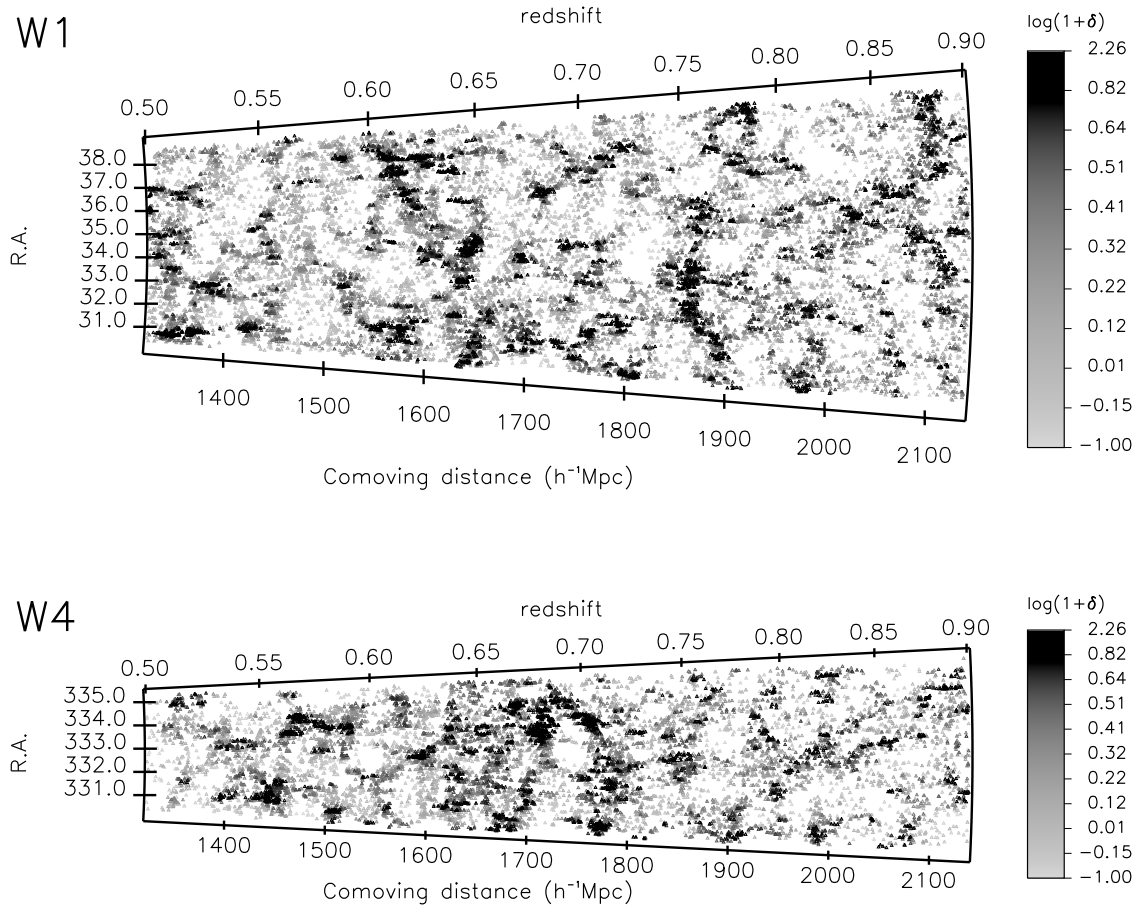 W1
redshift
0.50 0.55 0.60 0.65 0.70 0.75 0.80 0.85 0.90
R.A.
38.0
37.0
36.0
35.0
34.0
33.0
32.0
31.0
1400 1500 1600 1700 1800 1900 2000 2100
Comoving distance (h⁻¹Mpc)
log(1+δ)
2.26
0.82
0.64
0.51
0.41
0.32
0.22
0.12
0.01
−0.15
−1.00
W4
redshift
0.50 0.55 0.60 0.65 0.70 0.75 0.80 0.85 0.90
R.A.
335.0
334.0
333.0
332.0
331.0
1400 1500 1600 1700 1800 1900 2000 2100
Comoving distance (h⁻¹Mpc)
log(1+δ)
2.26
0.82
0.64
0.51
0.41
0.32
0.22
0.12
0.01
−0.15
−1.00